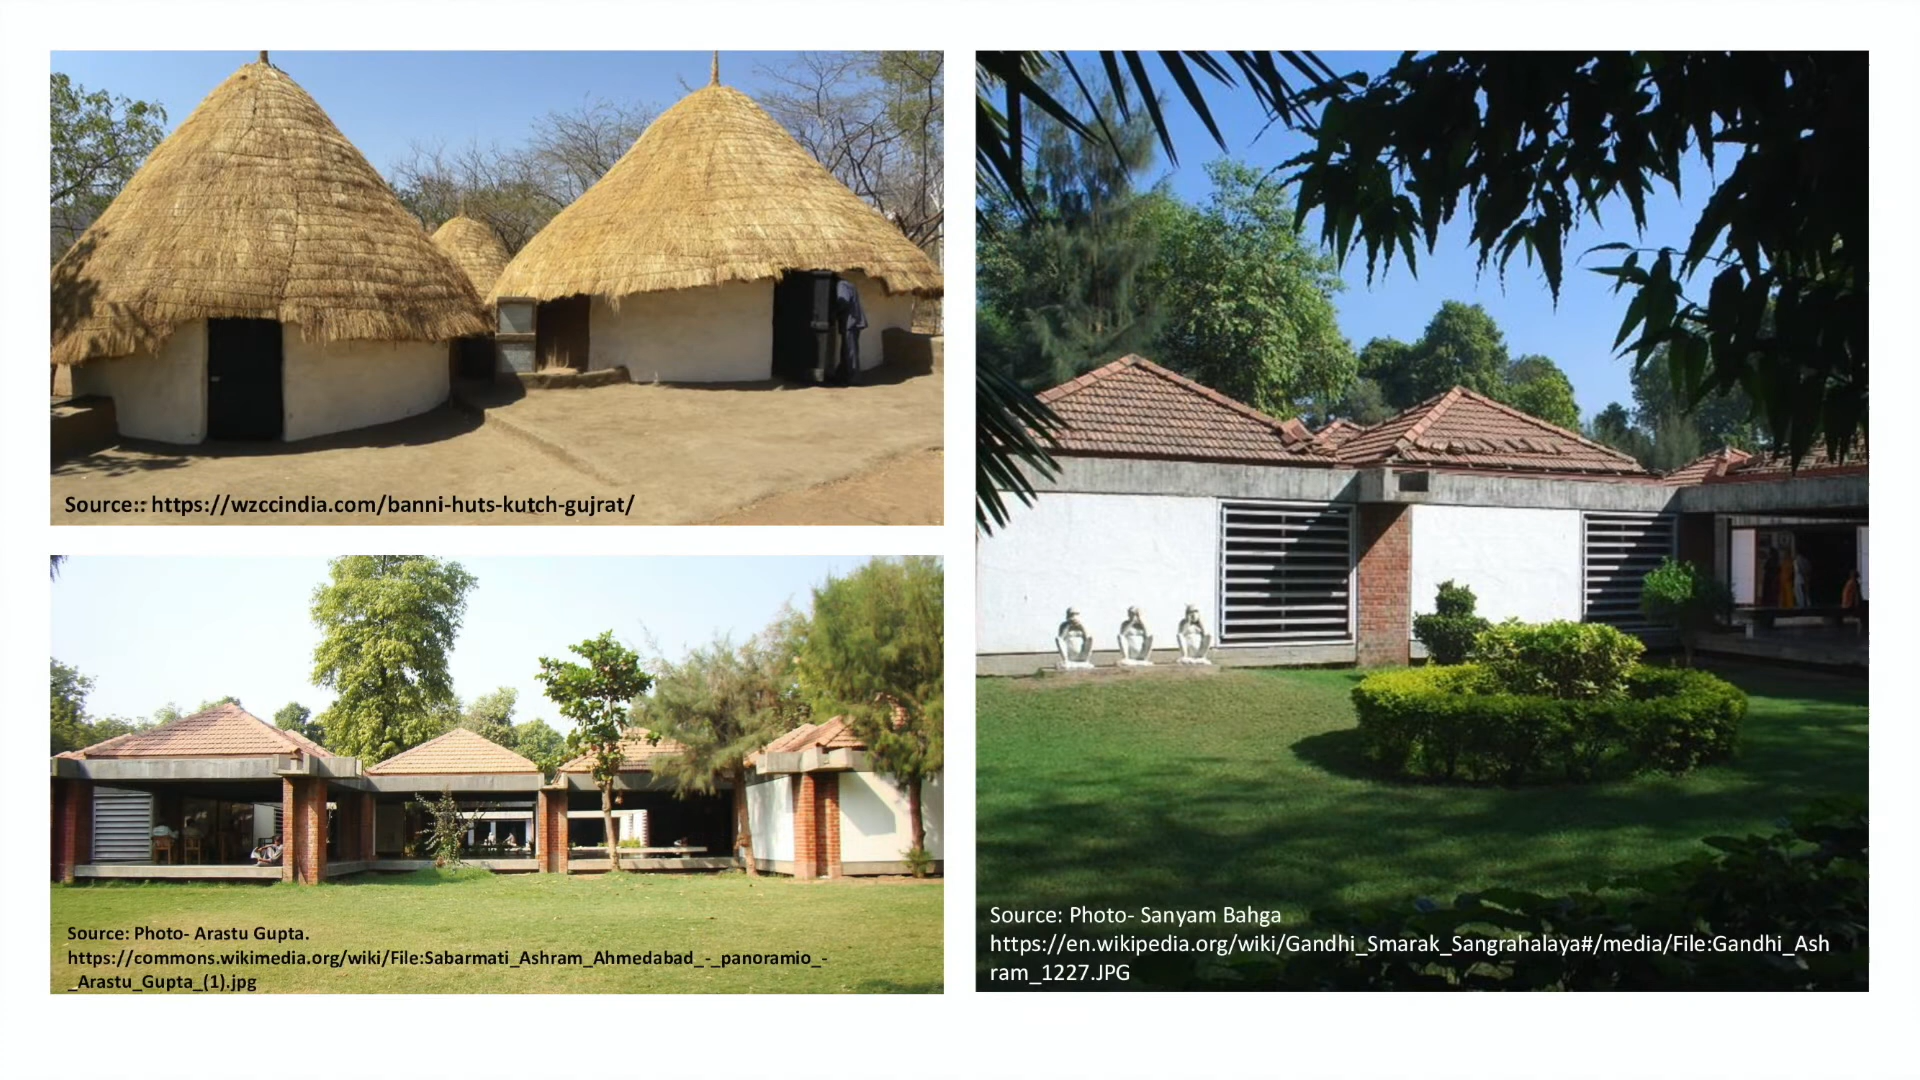 Source:: https://wzccindia.com/banni-huts-kutch-gujrat/
Source: Photo- Arastu Gupta.
https://commons.wikimedia.org/wiki/File:Sabarmati_Ashram_Ahmedabad_-_panoramio_-
_Arastu_Gupta_(1).jpg
Source: Photo- Sanyam Bahga
https://en.wikipedia.org/wiki/Gandhi_Smarak_Sangrahalaya#/media/File:Gandhi_Ash
ram_1227.JPG